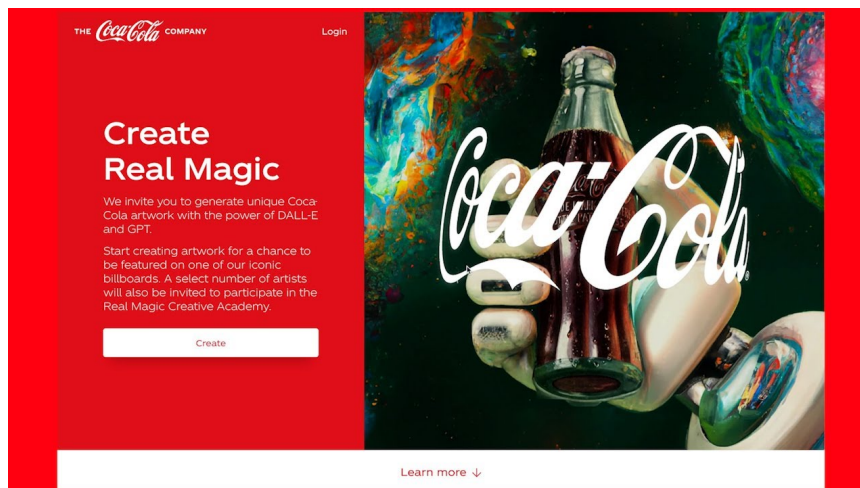 THE Coca-Cola COMPANY
Login
Create
Real Magic
We invite you to generate unique Coca-
Cola artwork with the power of DALL-E
and GPT.
Start creating artwork for a chance to
be featured on one of our iconic
billboards. A select number of artists
will also be invited to participate in the
Real Magic Creative Academy.
Create
Coca-Cola
®
Learn more ↓